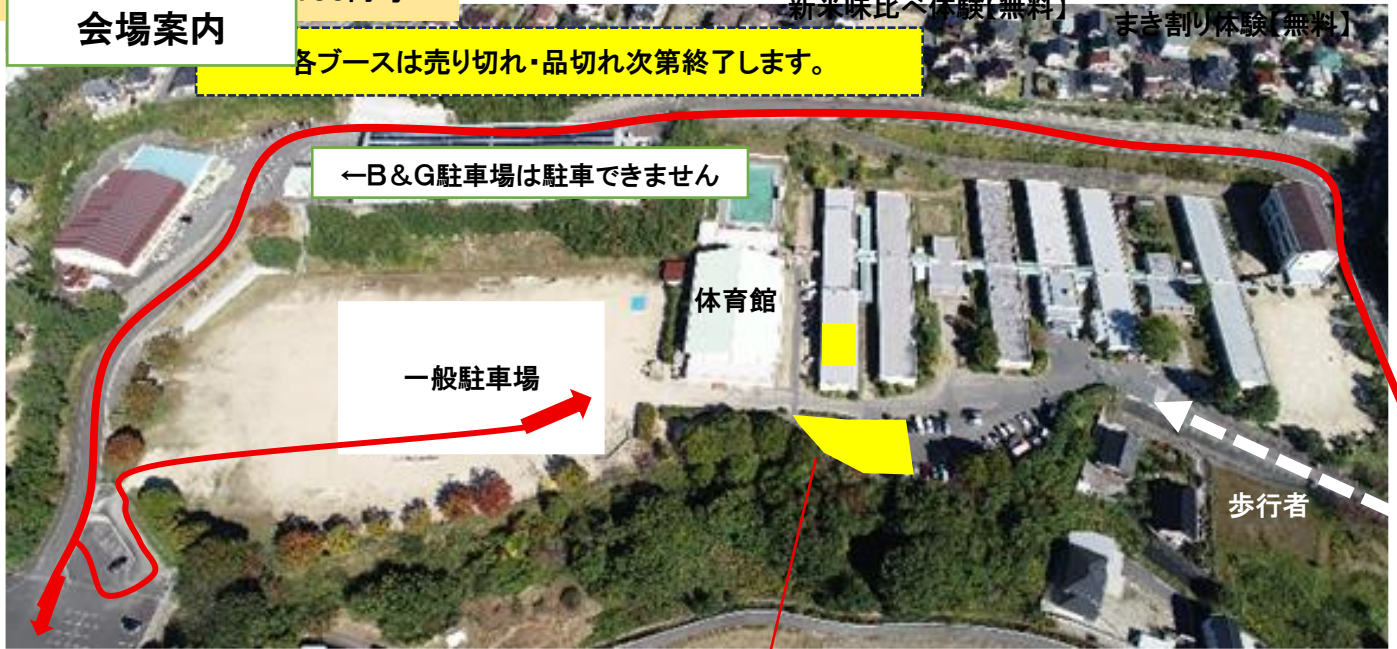 会場案内
新米味比べ体験【無料】
まき割り体験【無料】
各ブースは売り切れ・品切れ次第終了します。
←B&G駐車場は駐車できません
体育館
一般駐車場
歩行者